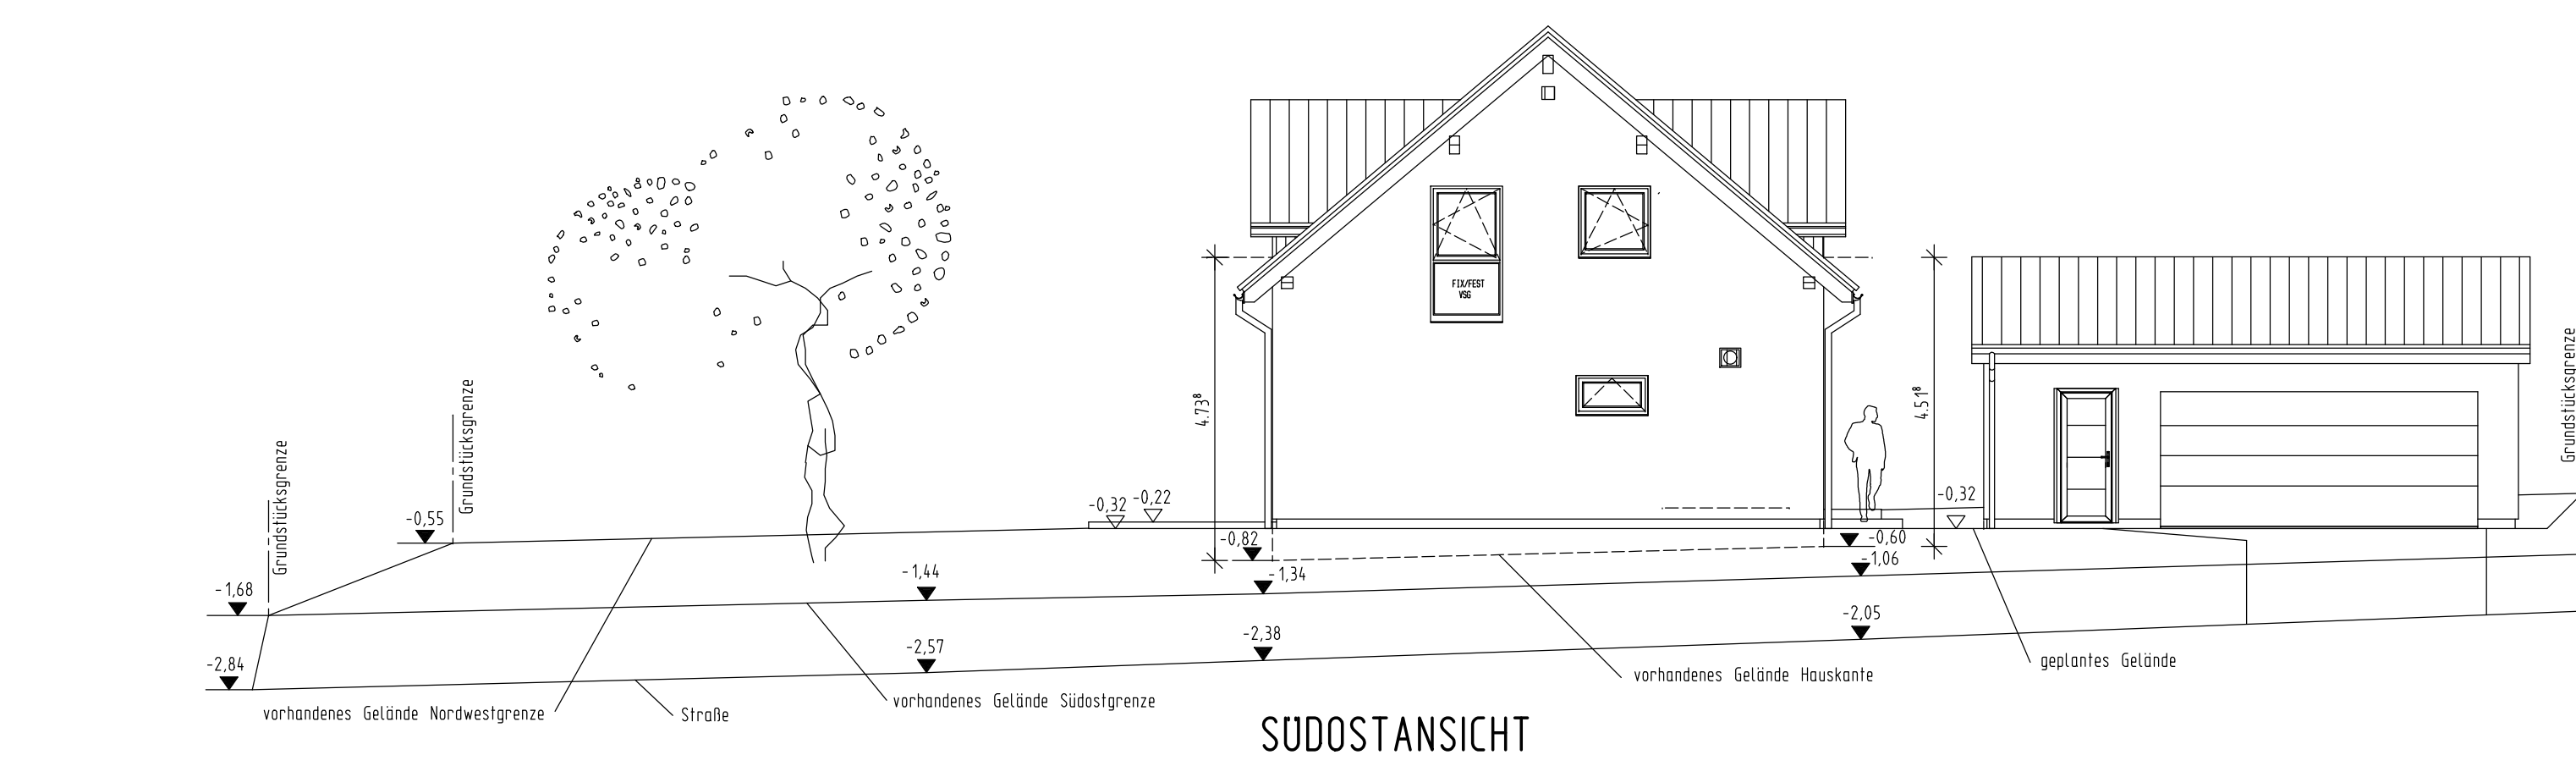 Grundstücksgrenze
Grundstücksgrenze
Grundstücksgrenze
FIX/FEST
VSG
4.73⁸
4.51⁸
-0,55
-0,32
-0,22
-0,32
-0,82
-0,60
-1,06
-1,68
-1,44
-1,34
-2,84
-2,57
-2,38
-2,05
vorhandenes Gelände Nordwestgrenze
Straße
vorhandenes Gelände Südostgrenze
vorhandenes Gelände Hauskante
geplantes Gelände
SÜDOSTANSICHT